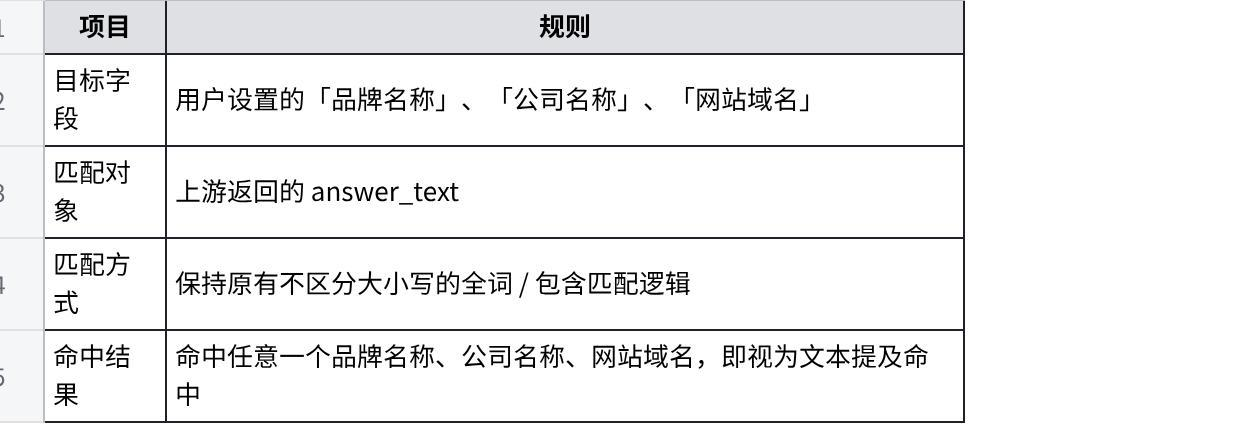 项目
规则
目标字
段
用户设置的「品牌名称」、「公司名称」、「网站域名」
匹配对
象
上游返回的 answer_text
匹配方
式
保持原有不区分大小写的全词 / 包含匹配逻辑
命中结
果
命中任意一个品牌名称、公司名称、网站域名，即视为文本提及命
中